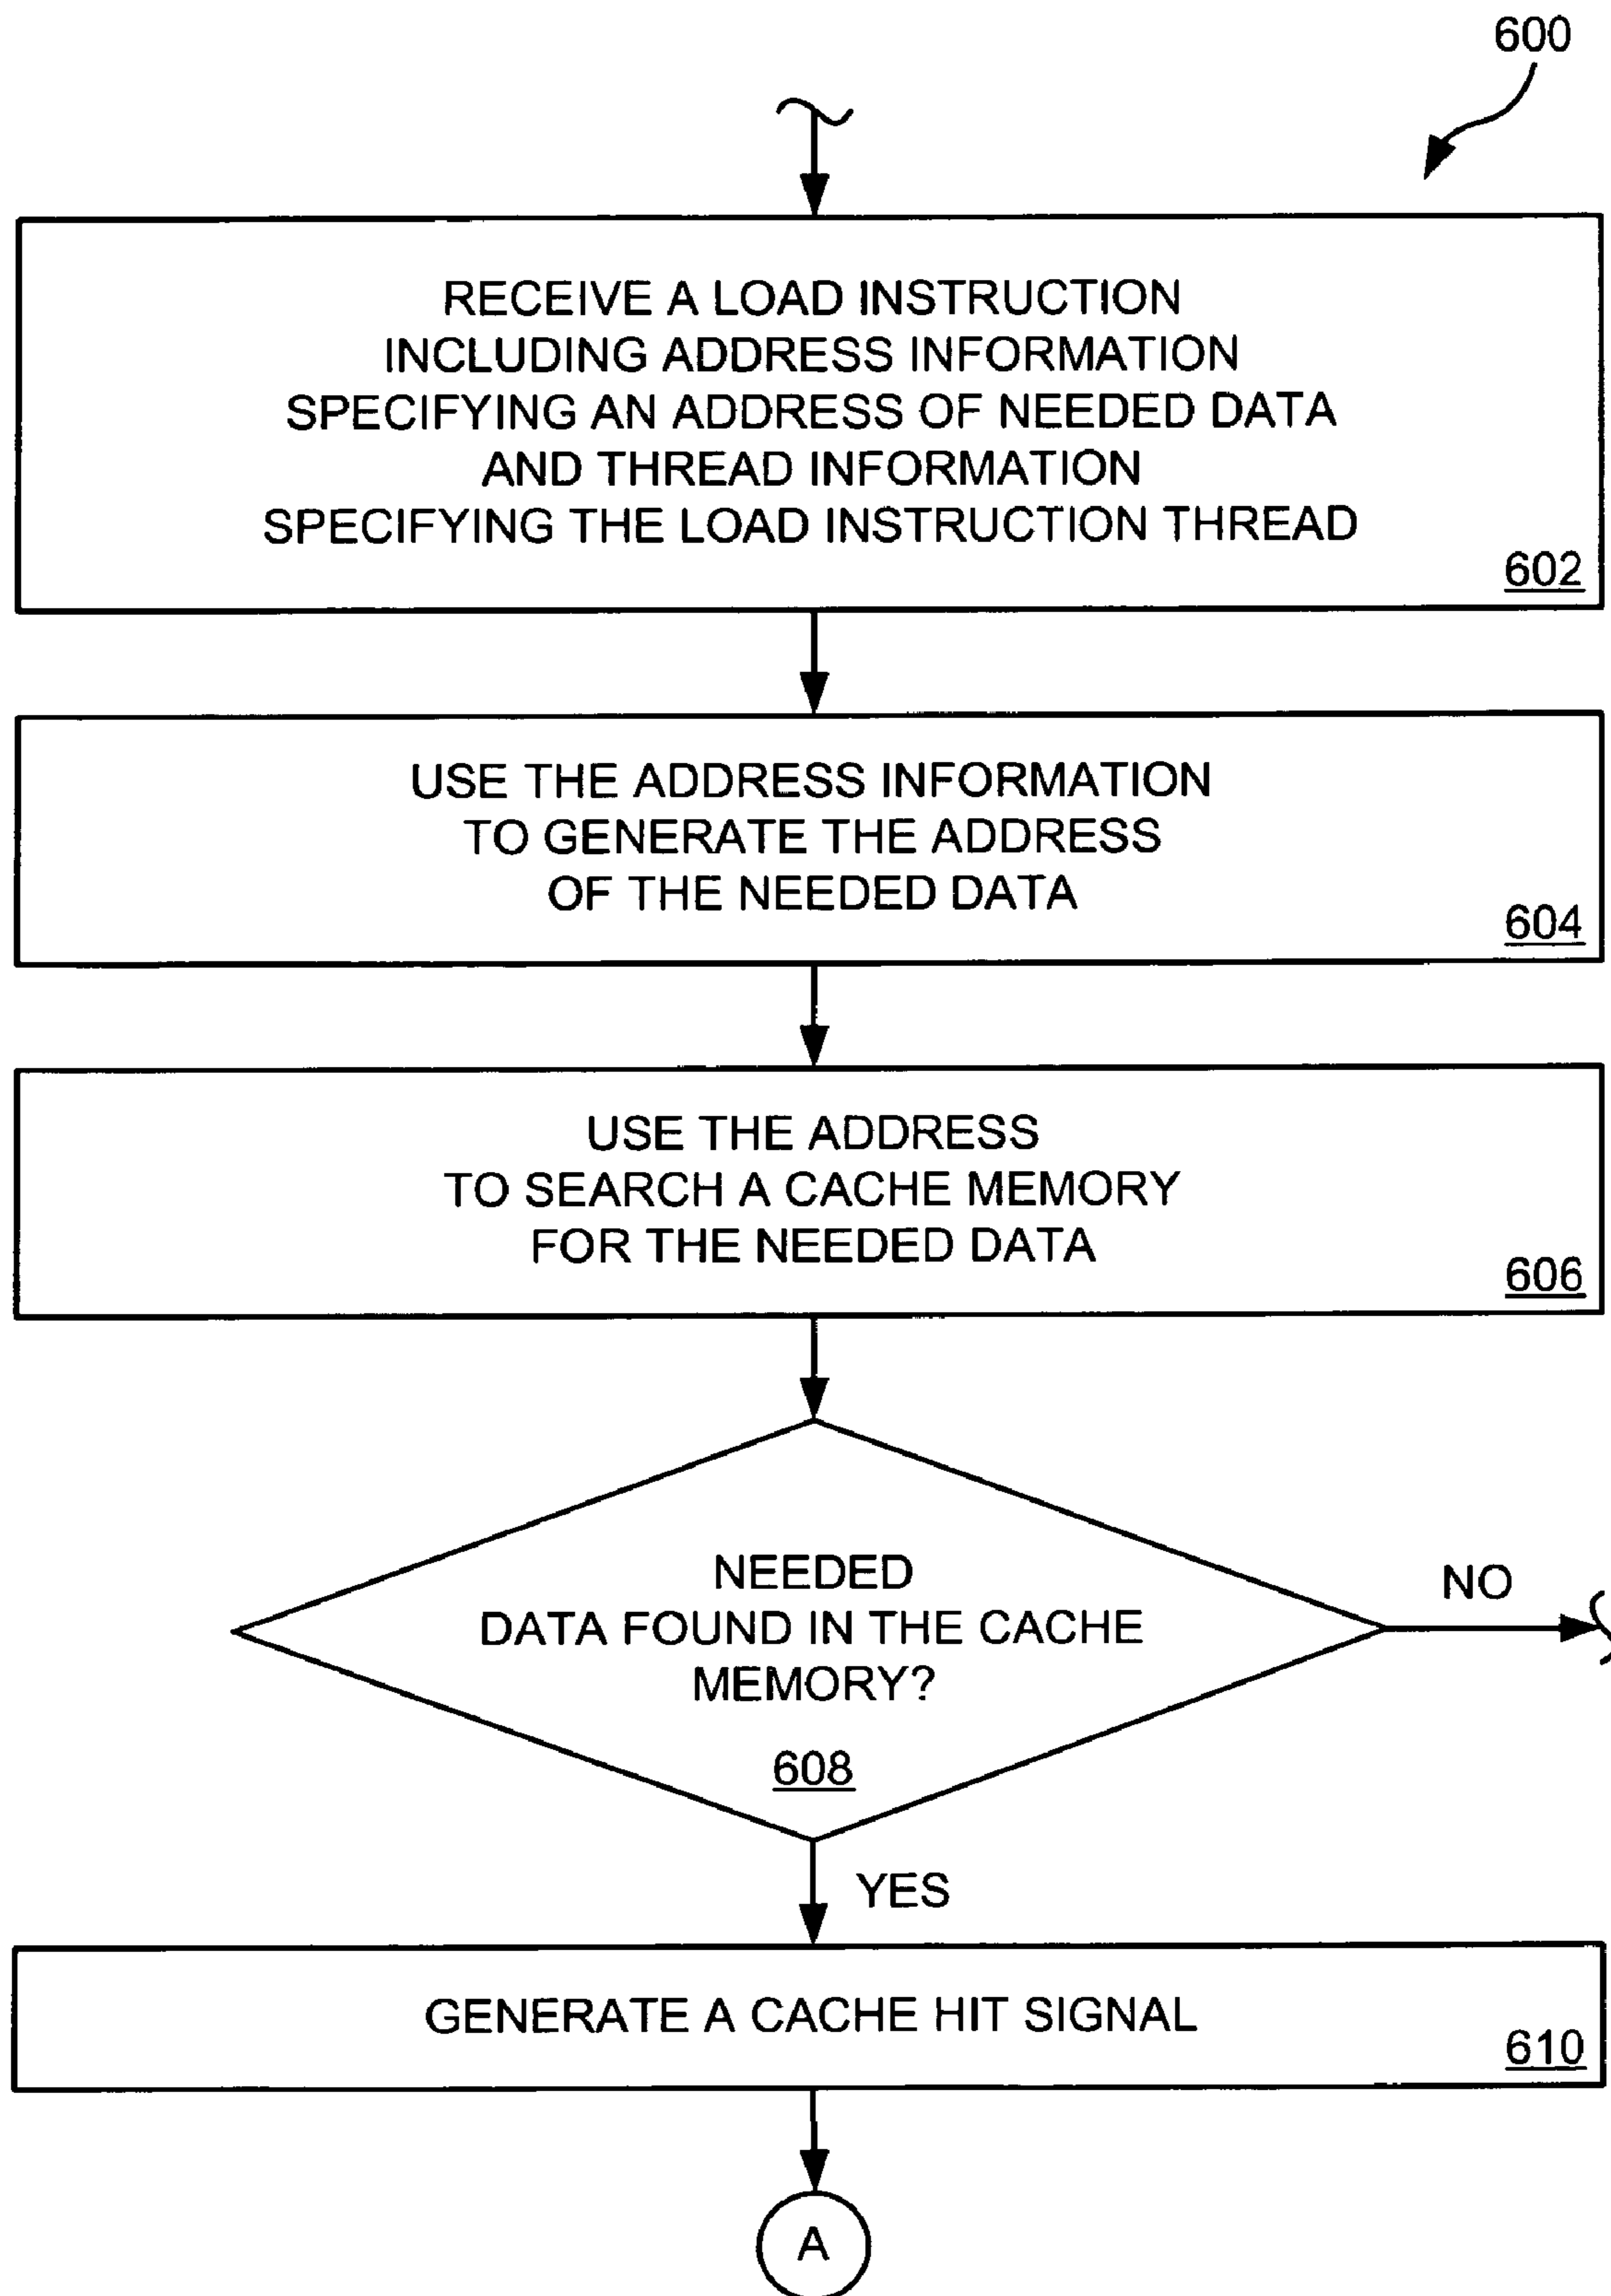 600
RECEIVE A LOAD INSTRUCTION
INCLUDING ADDRESS INFORMATION
SPECIFYING AN ADDRESS OF NEEDED DATA
AND THREAD INFORMATION
SPECIFYING THE LOAD INSTRUCTION THREAD
602
USE THE ADDRESS INFORMATION
TO GENERATE THE ADDRESS
OF THE NEEDED DATA
604
USE THE ADDRESS
TO SEARCH A CACHE MEMORY
FOR THE NEEDED DATA
606
NEEDED
DATA FOUND IN THE CACHE
MEMORY?
608
NO
YES
GENERATE A CACHE HIT SIGNAL
610
A